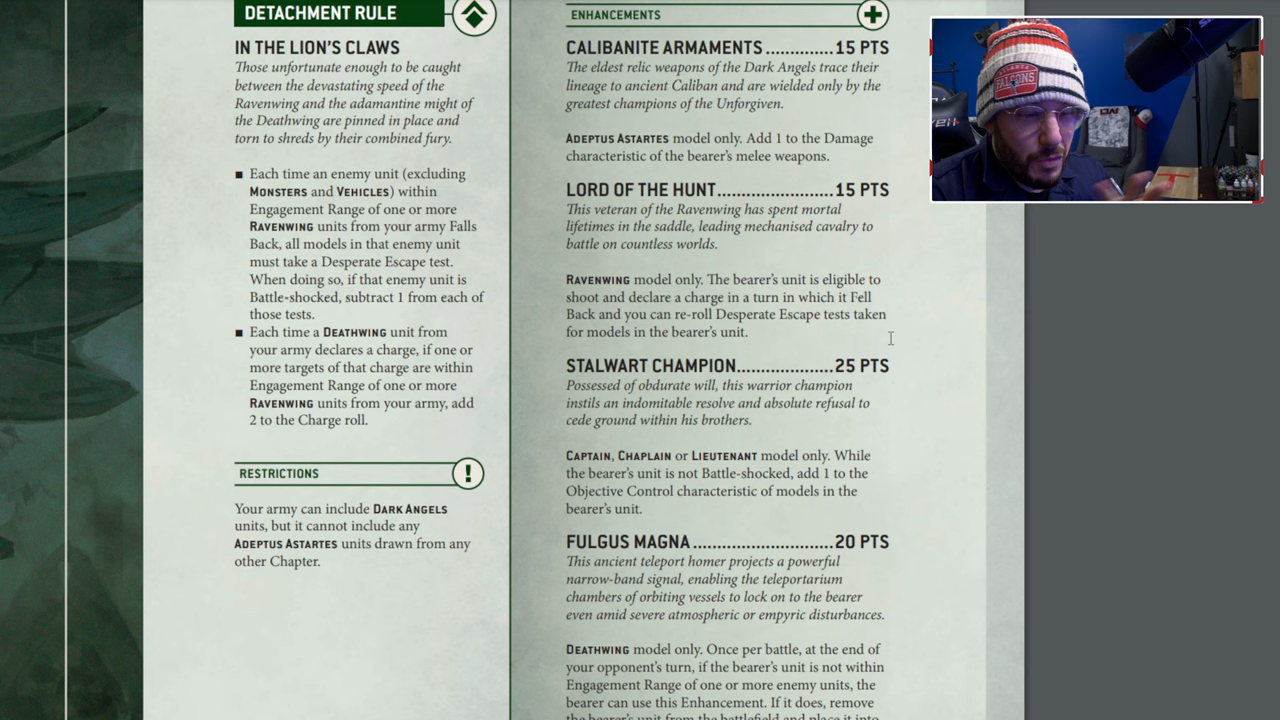 DETACHMENT RULE
IN THE LION'S CLAWS
Those unfortunate enough to be caught
between the devastating speed of the
Ravenwing and the adamantine might of
the Deathwing are pinned in place and
torn to shreds by their combined fury.
■ Each time an enemy unit (excluding
MONSTERS and VEHICLES) within
Engagement Range of one or more
RAVENWING units from your army Falls
Back, all models in that enemy unit
must take a Desperate Escape test.
When doing so, if that enemy unit is
Battle-shocked, subtract 1 from each of
those tests.
■ Each time a DEATHWING unit from
your army declares a charge, if one or
more targets of that charge are within
Engagement Range of one or more
RAVENWING units from your army, add
2 to the Charge roll.
RESTRICTIONS
Your army can include DARK ANGELS
units, but it cannot include any
ADEPTUS ASTARTES units drawn from any
other Chapter.
ENHANCEMENTS
CALIBANITE ARMAMENTS.............15 PTS
The eldest relic weapons of the Dark Angels trace their
lineage to ancient Caliban and are wielded only by the
greatest champions of the Unforgiven.
ADEPTUS ASTARTES model only. Add 1 to the Damage
characteristic of the bearer's melee weapons.
LORD OF THE HUNT......................15 PTS
This veteran of the Ravenwing has spent mortal
lifetimes in the saddle, leading mechanised cavalry to
battle on countless worlds.
RAVENWING model only. The bearer's unit is eligible to
shoot and declare a charge in a turn in which it Fell
Back and you can re-roll Desperate Escape tests taken
for models in the bearer's unit.
STALWART CHAMPION...................25 PTS
Possessed of obdurate will, this warrior champion
instils an indomitable resolve and absolute refusal to
cede ground within his brothers.
CAPTAIN, CHAPLAIN or LIEUTENANT model only. While
the bearer's unit is not Battle-shocked, add 1 to the
Objective Control characteristic of models in the
bearer's unit.
FULGUS MAGNA...........................20 PTS
This ancient teleport homer projects a powerful
narrow-band signal, enabling the teleportarium
chambers of orbiting vessels to lock on to the bearer
even amid severe atmospheric or empyric disturbances.
DEATHWING model only. Once per battle, at the end of
your opponent's turn, if the bearer's unit is not within
Engagement Range of one or more enemy units, the
bearer can use this Enhancement. If it does, remove
the bearer's unit from the battlefield and place it into
FALCONS